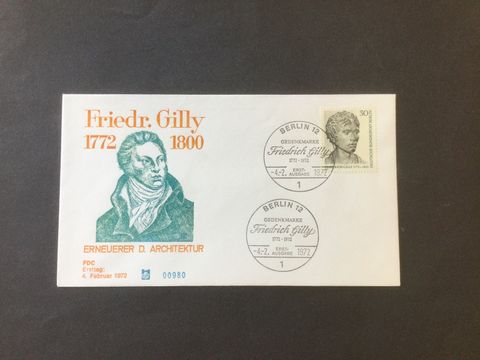 Friedr. Gilly
1772 1800
ERNEUERER D. ARCHITEKTUR
FDC
Ersttag:
4. Februar 1972
00980
BERLIN 12
GEDENKMARKE
Friedrich Gilly
1772-1972
-4.-2. ERST- 1972
AUSGABE
1
BERLIN 12
GEDENKMARKE
Friedrich Gilly
1772-1972
-4.-2. ERST- 1972
AUSGABE
1
30